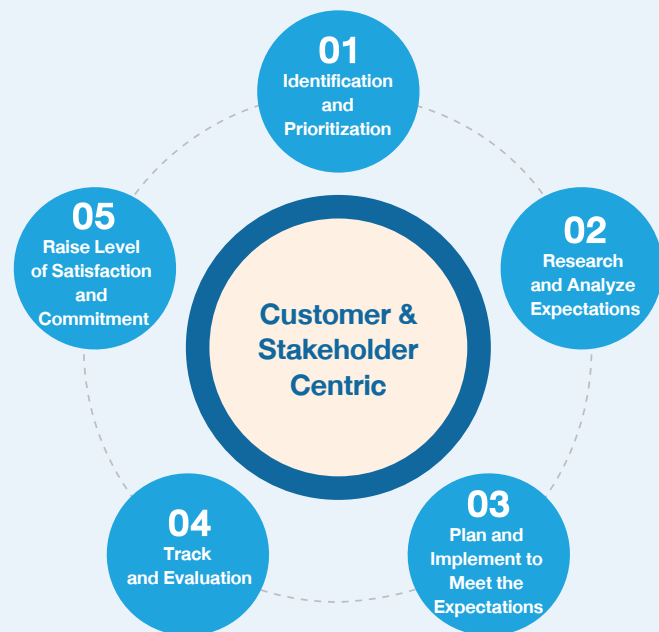 01
Identification
and
Prioritization
02
Research
and Analyze
Expectations
03
Plan and
Implement to
Meet the
Expectations
04
Track
and Evaluation
05
Raise Level
of Satisfaction
and
Commitment
Customer &
Stakeholder
Centric